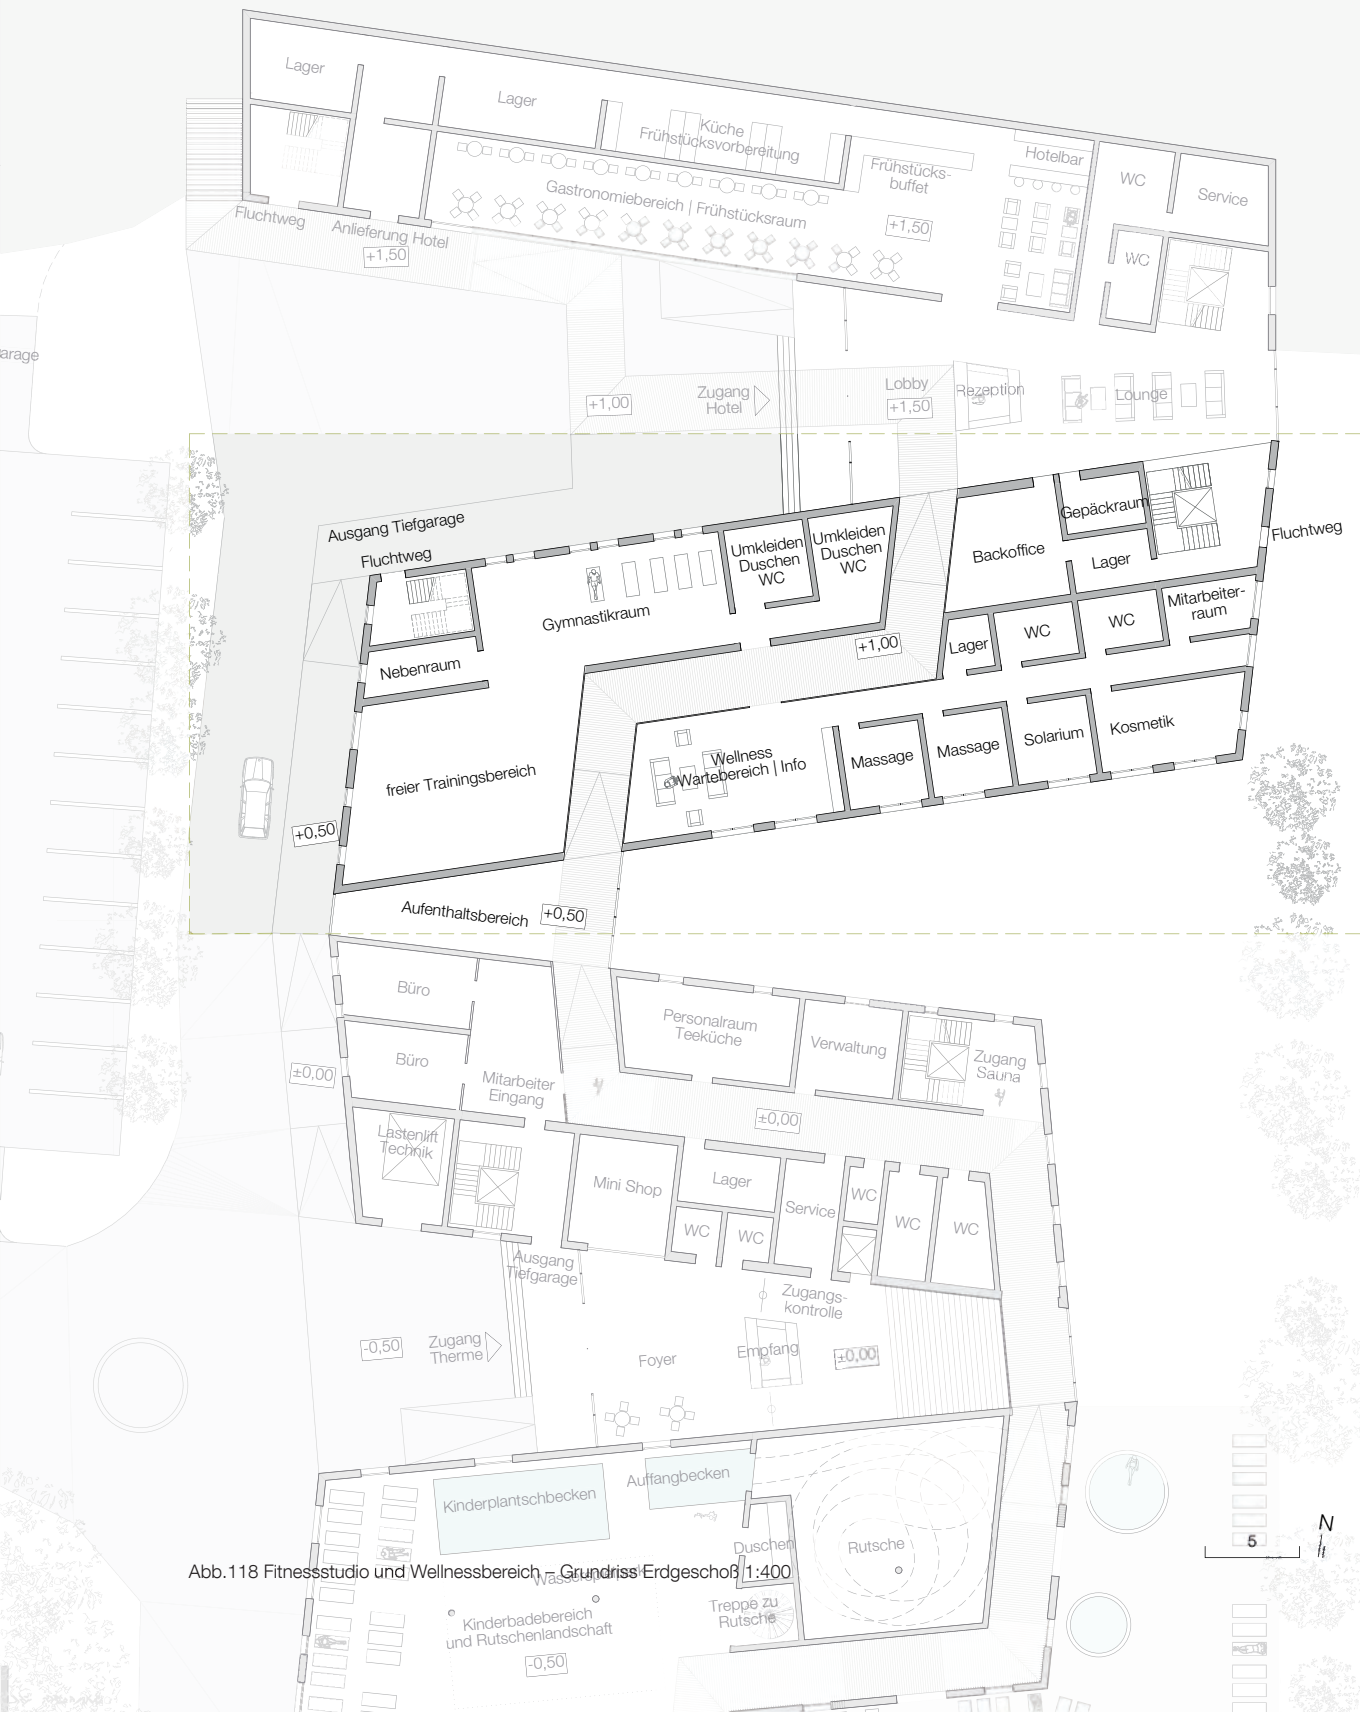 Lager
Lager
Küche
Frühstücksvorbereitung
Frühstücks-
buffet
Hotelbar
WC
Service
Gastronomiebereich | Frühstücksraum
+1,50
WC
Fluchtweg
Anlieferung Hotel
+1,50
arage
+1,00
Zugang
Hotel
Lobby
+1,50
Rezeption
Lounge
Ausgang Tiefgarage
Fluchtweg
Umkleiden
Duschen
WC
Umkleiden
Duschen
WC
Backoffice
Gepäckraum
Lager
Fluchtweg
Gymnastikraum
Nebenraum
+1,00
Lager
WC
WC
Mitarbeiter-
raum
freier Trainingsbereich
Wellness
Wartebereich | Info
Massage
Massage
Solarium
Kosmetik
+0,50
Aufenthaltsbereich
+0,50
Büro
Büro
Personalraum
Teeküche
Verwaltung
Zugang
Sauna
±0,00
Mitarbeiter
Eingang
±0,00
Lastenlift
Technik
Mini Shop
Lager
Service
WC
WC
WC
WC
WC
Ausgang
Tiefgarage
Zugangs-
kontrolle
-0,50
Zugang
Therme
Foyer
Empfang
±0,00
Kinderplantschbecken
Auffangbecken
Duschen
Rutsche
N
5
Abb.118 Fitnessstudio und Wellnessbereich – Grundriss Erdgeschoß 1:400
Treppe zu
Rutsche
Kinderbadebereich
und Rutschenlandschaft
-0,50